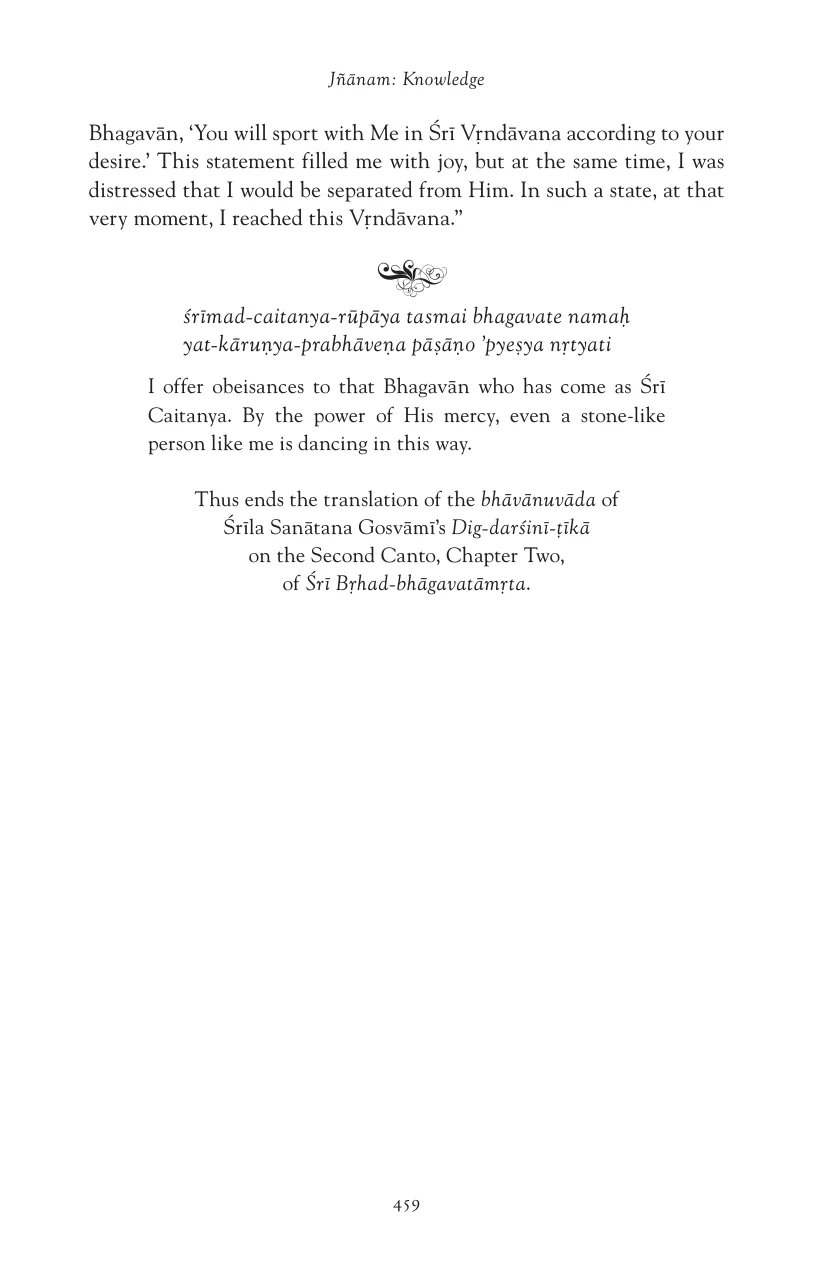 Jñānam: Knowledge
Bhagavān, ‘You will sport with Me in Śrī Vṛndāvana according to your
desire.’ This statement filled me with joy, but at the same time, I was
distressed that I would be separated from Him. In such a state, at that
very moment, I reached this Vṛndāvana.”
śrīmad-caitanya-rūpāya tasmai bhagavate namaḥ
yat-kāruṇya-prabhāveṇa pāṣāṇo ’pyeṣya nṛtyati
I offer obeisances to that Bhagavān who has come as Śrī
Caitanya. By the power of His mercy, even a stone-like
person like me is dancing in this way.
Thus ends the translation of the bhāvānuvāda of
Śrīla Sanātana Gosvāmī’s Dig-darśinī-ṭīkā
on the Second Canto, Chapter Two,
of Śrī Bṛhad-bhāgavatāmṛta.
459